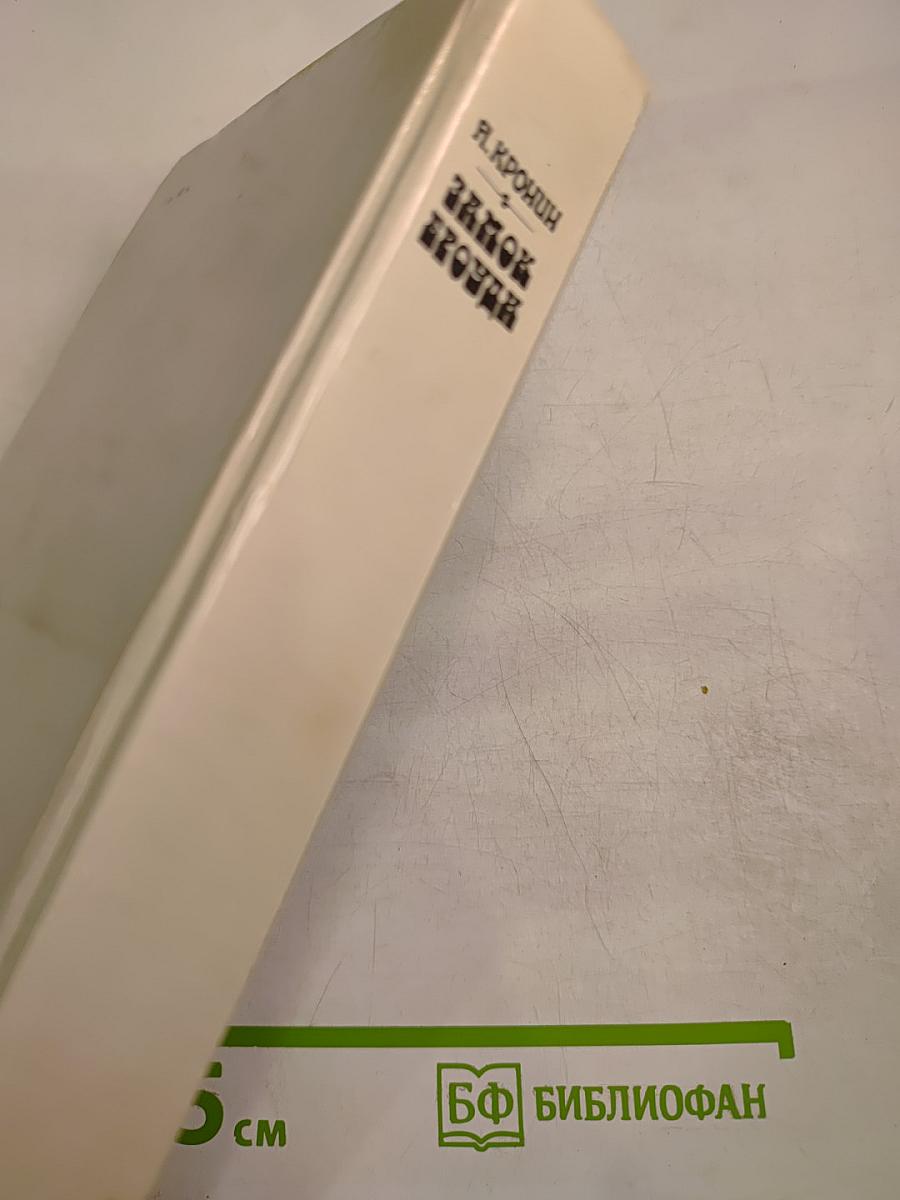 А. КРОНИН
ЗАМОК
БРОУДИ
5 см
БФ БИБЛИОФАН